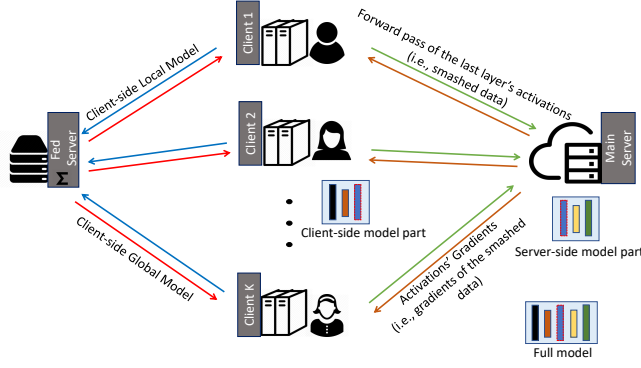 Client 1
Forward pass of the last layer's activations
(i.e., smashed data)
Client-side Local Model
Fed
Server
Σ
Client 2
Main
Server
Client-side model part
Server-side model part
Client-side Global Model
Activations' Gradients
(i.e., gradients of the smashed
data)
Client K
Full model